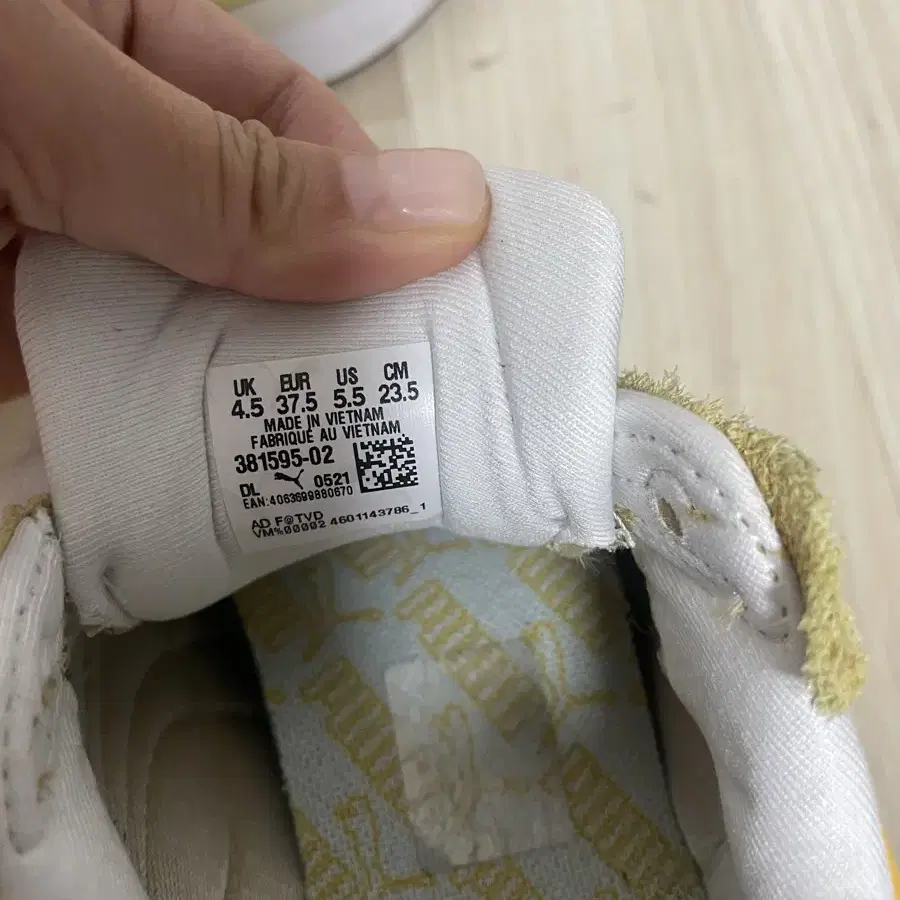 UK EUR US CM
4.5 37.5 5.5 23.5
MADE IN VIETNAM
FABRIQUÉ AU VIETNAM
381595-02
DL 0521
EAN:4063699880670
AD F@TVD
VM%00002 4601143786_1